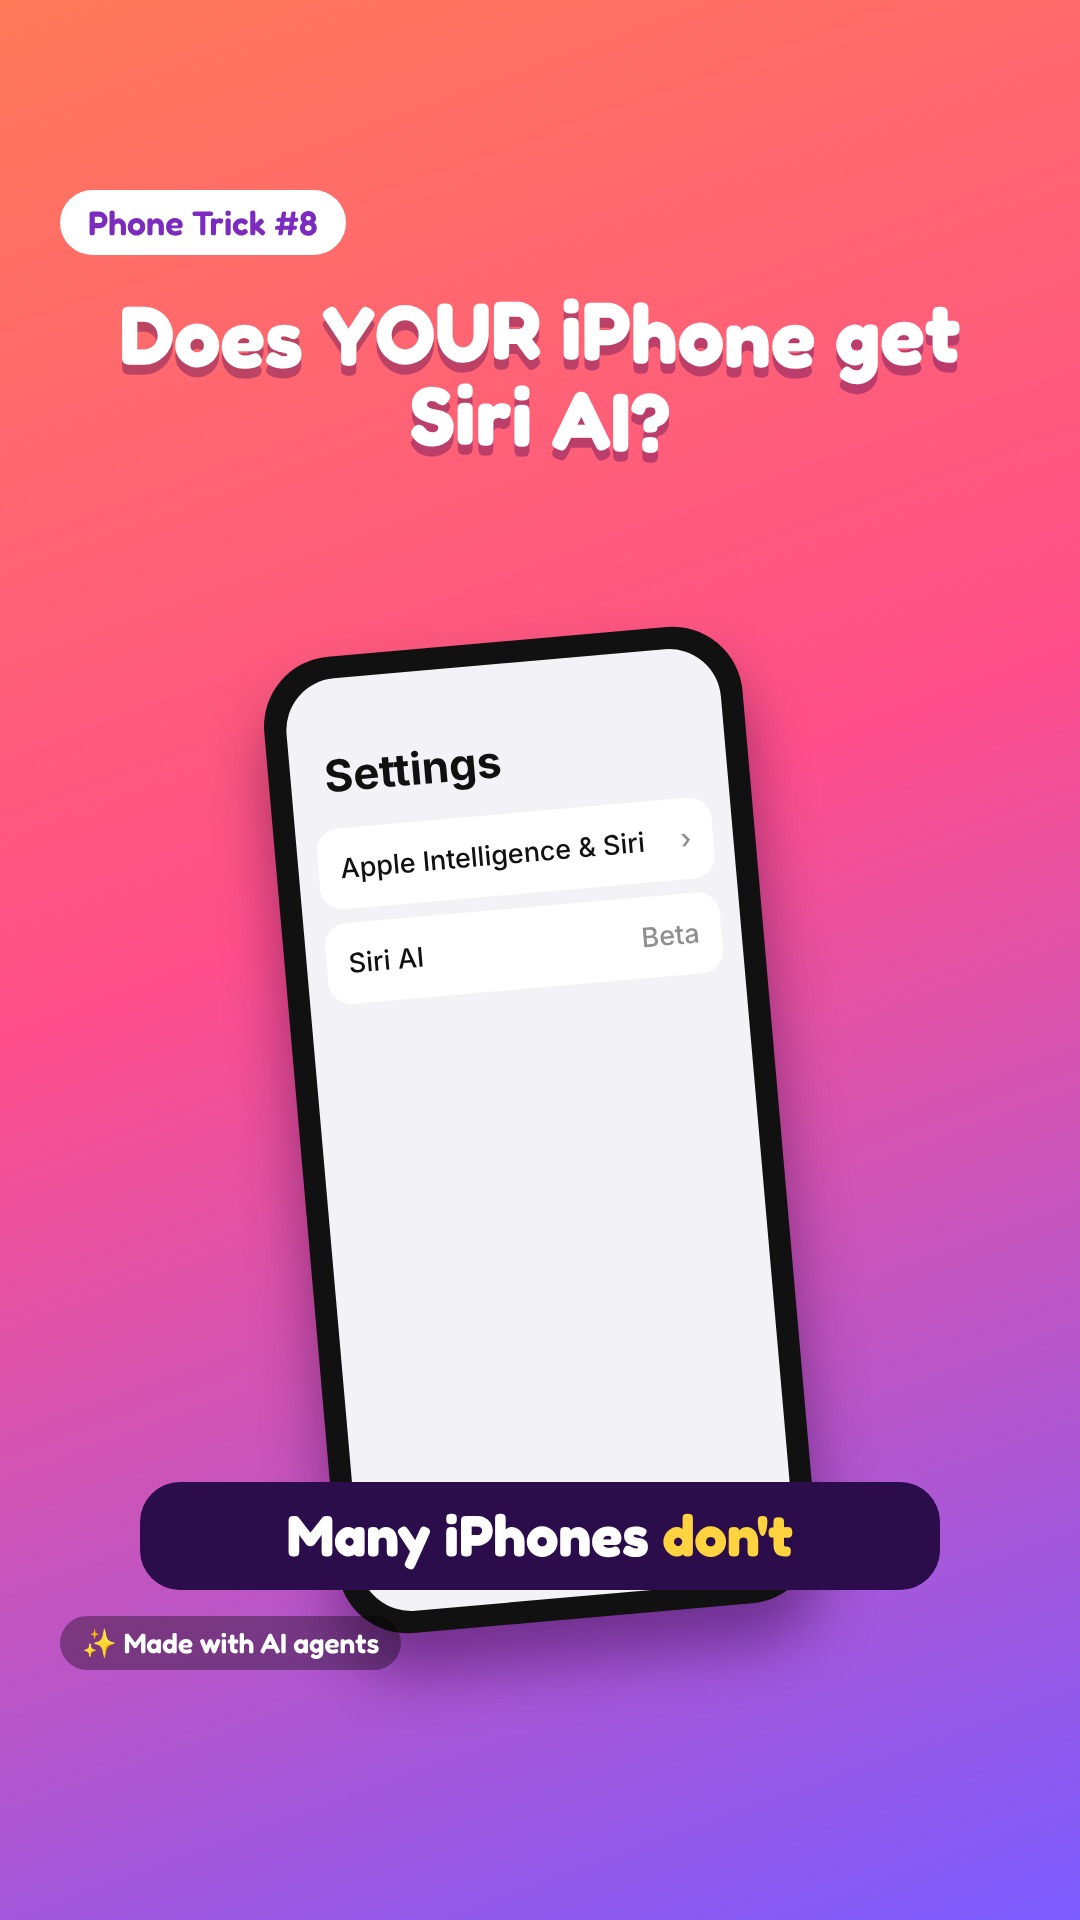 Phone Trick #8
Does YOUR iPhone get
Siri AI?
Settings
Apple Intelligence & Siri ›
Siri AI Beta
Many iPhones don't
✨ Made with AI agents